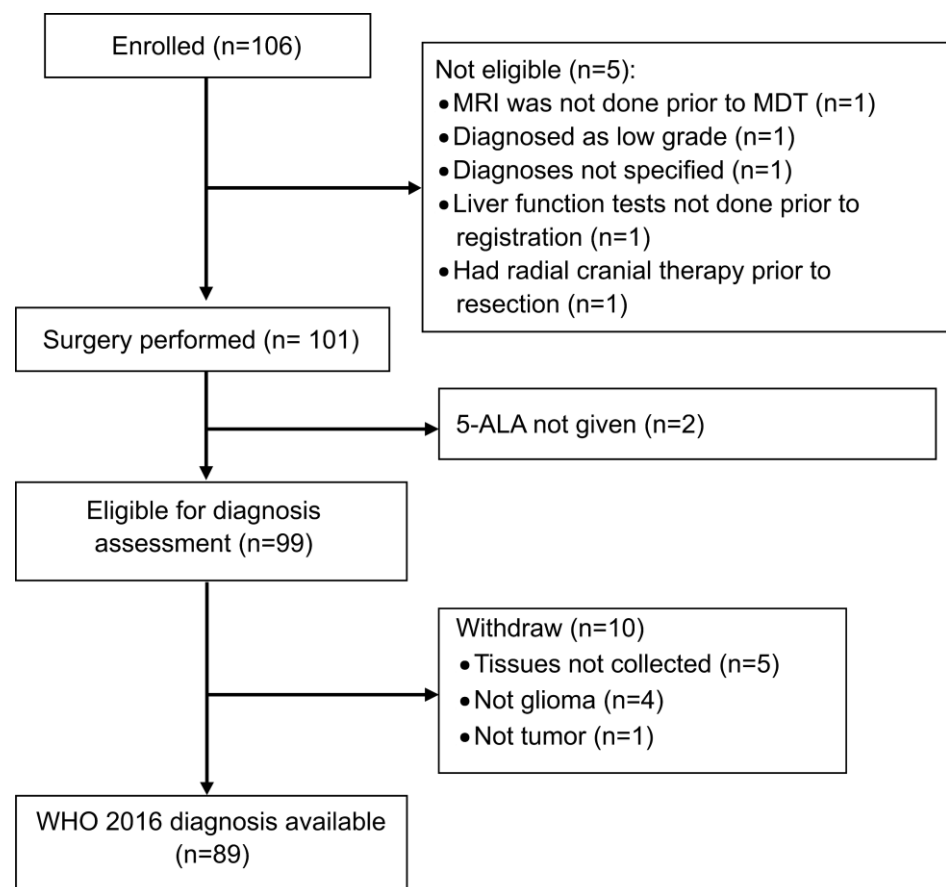 Enrolled (n=106)
Not eligible (n=5):
•MRI was not done prior to MDT (n=1)
•Diagnosed as low grade (n=1)
•Diagnoses not specified (n=1)
•Liver function tests not done prior to
registration (n=1)
•Had radial cranial therapy prior to
resection (n=1)
Surgery performed (n= 101)
5-ALA not given (n=2)
Eligible for diagnosis
assessment (n=99)
Withdraw (n=10)
•Tissues not collected (n=5)
•Not glioma (n=4)
•Not tumor (n=1)
WHO 2016 diagnosis available
(n=89)